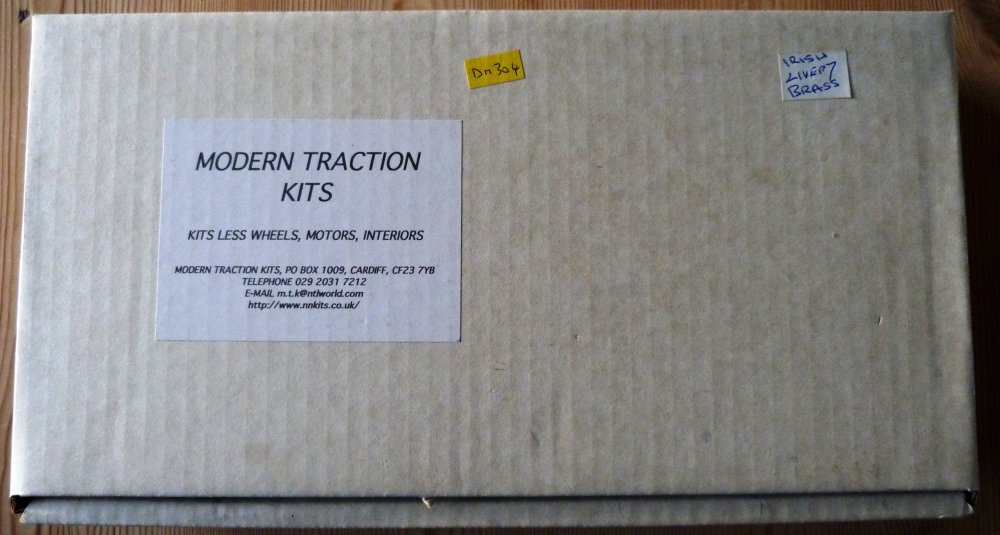 DM304
IRISH
LIVERY
BRASS
MODERN TRACTION
KITS
KITS LESS WHEELS, MOTORS, INTERIORS
MODERN TRACTION KITS, PO BOX 1009, CARDIFF, CF23 7YB
TELEPHONE 029 2031 7212
E-MAIL m.t.k@ntlworld.com
http://www.nnkits.co.uk/